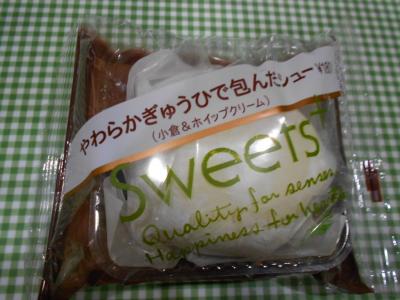 やわらかぎゅうひで包んだシュー
(小倉&ホイップクリーム)
Sweets+
Quality for senses
Happiness for